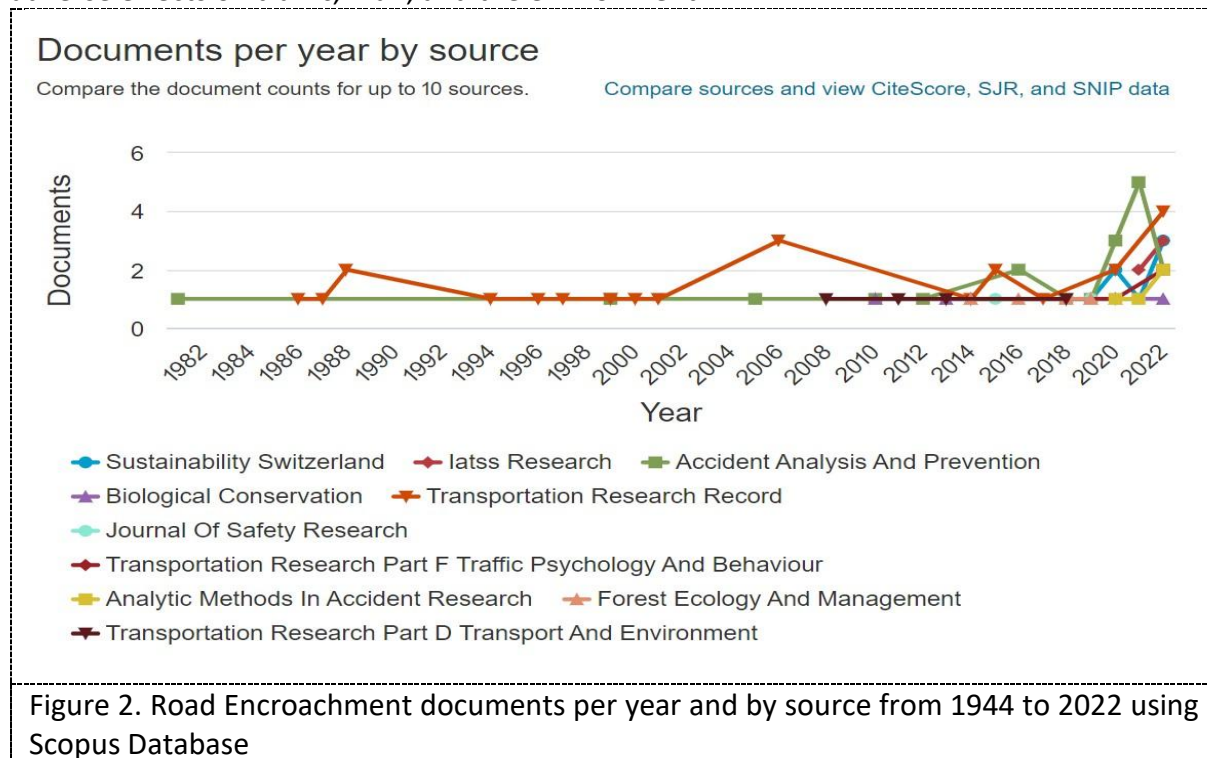 Documents per year by source
Compare the document counts for up to 10 sources. Compare sources and view CiteScore, SJR, and SNIP data
6
4
2
0
Documents
1982 1984 1986 1988 1990 1992 1994 1996 1998 2000 2002 2004 2006 2008 2010 2012 2014 2016 2018 2020 2022
Year
Sustainability Switzerland Iatss Research Accident Analysis And Prevention
Biological Conservation Transportation Research Record
Journal Of Safety Research
Transportation Research Part F Traffic Psychology And Behaviour
Analytic Methods In Accident Research Forest Ecology And Management
Transportation Research Part D Transport And Environment
Figure 2. Road Encroachment documents per year and by source from 1944 to 2022 using
Scopus Database